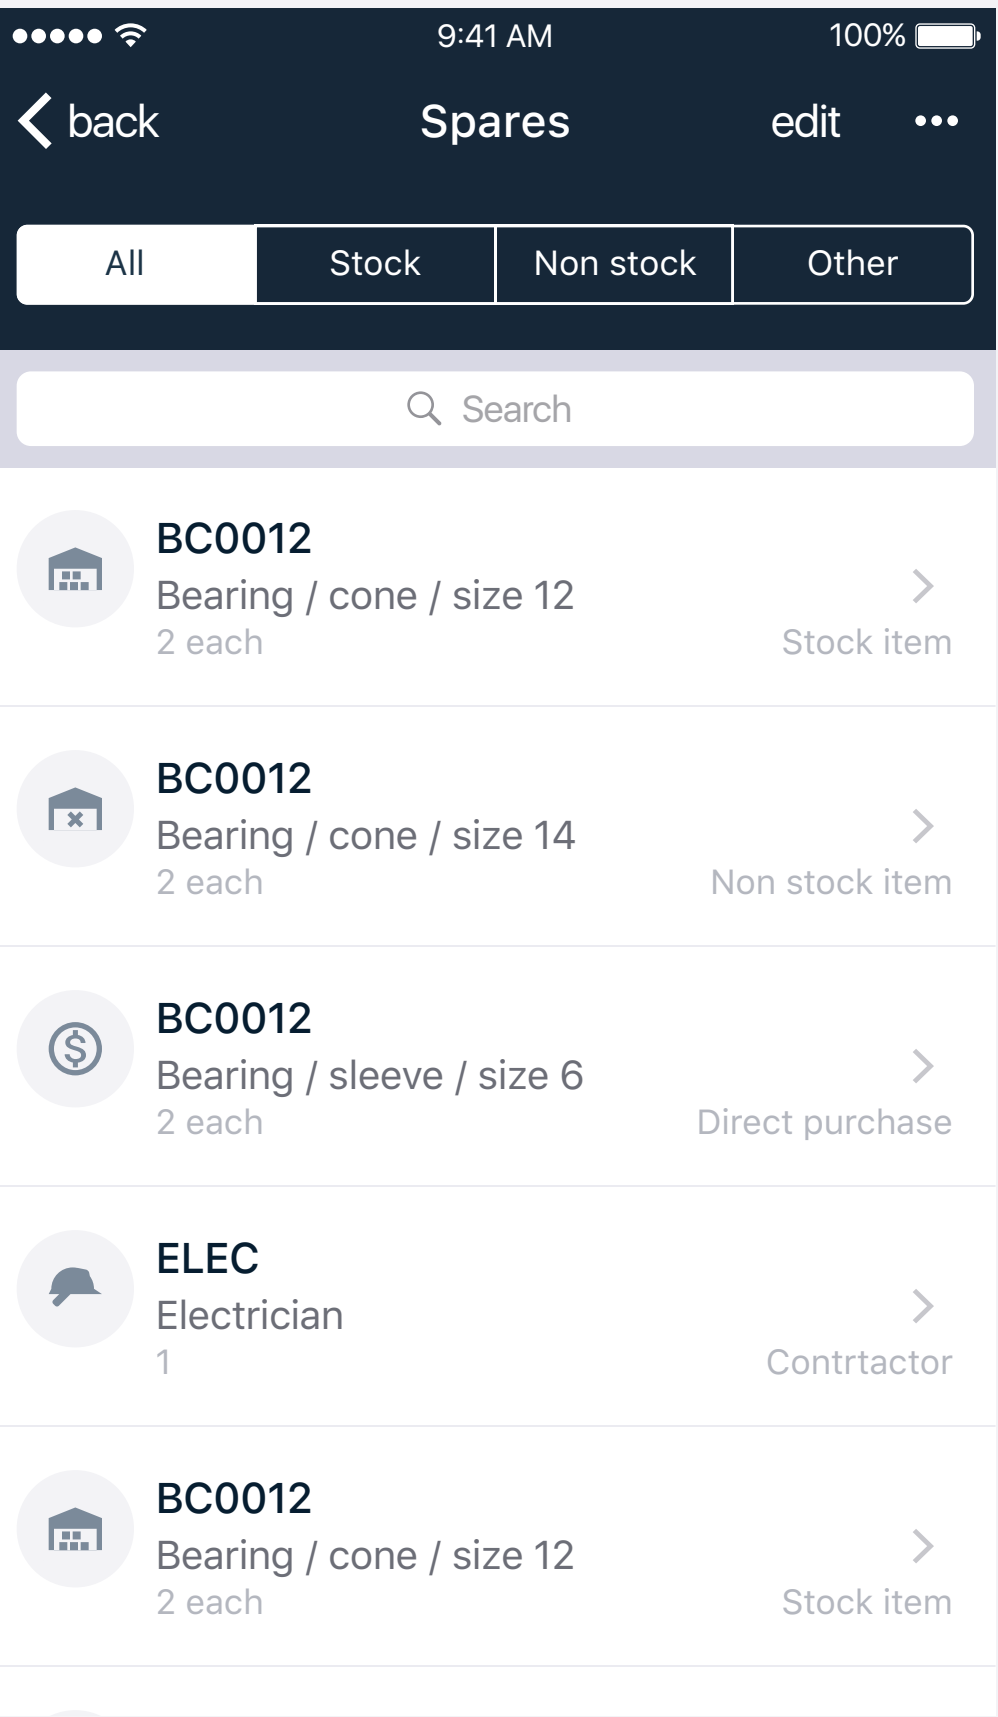 9:41 AM 100%
back Spares edit
All Stock Non stock Other
Search
BC0012
Bearing / cone / size 12
2 each Stock item
BC0012
Bearing / cone / size 14
2 each Non stock item
BC0012
Bearing / sleeve / size 6
2 each Direct purchase
ELEC
Electrician
1 Contrtactor
BC0012
Bearing / cone / size 12
2 each Stock item